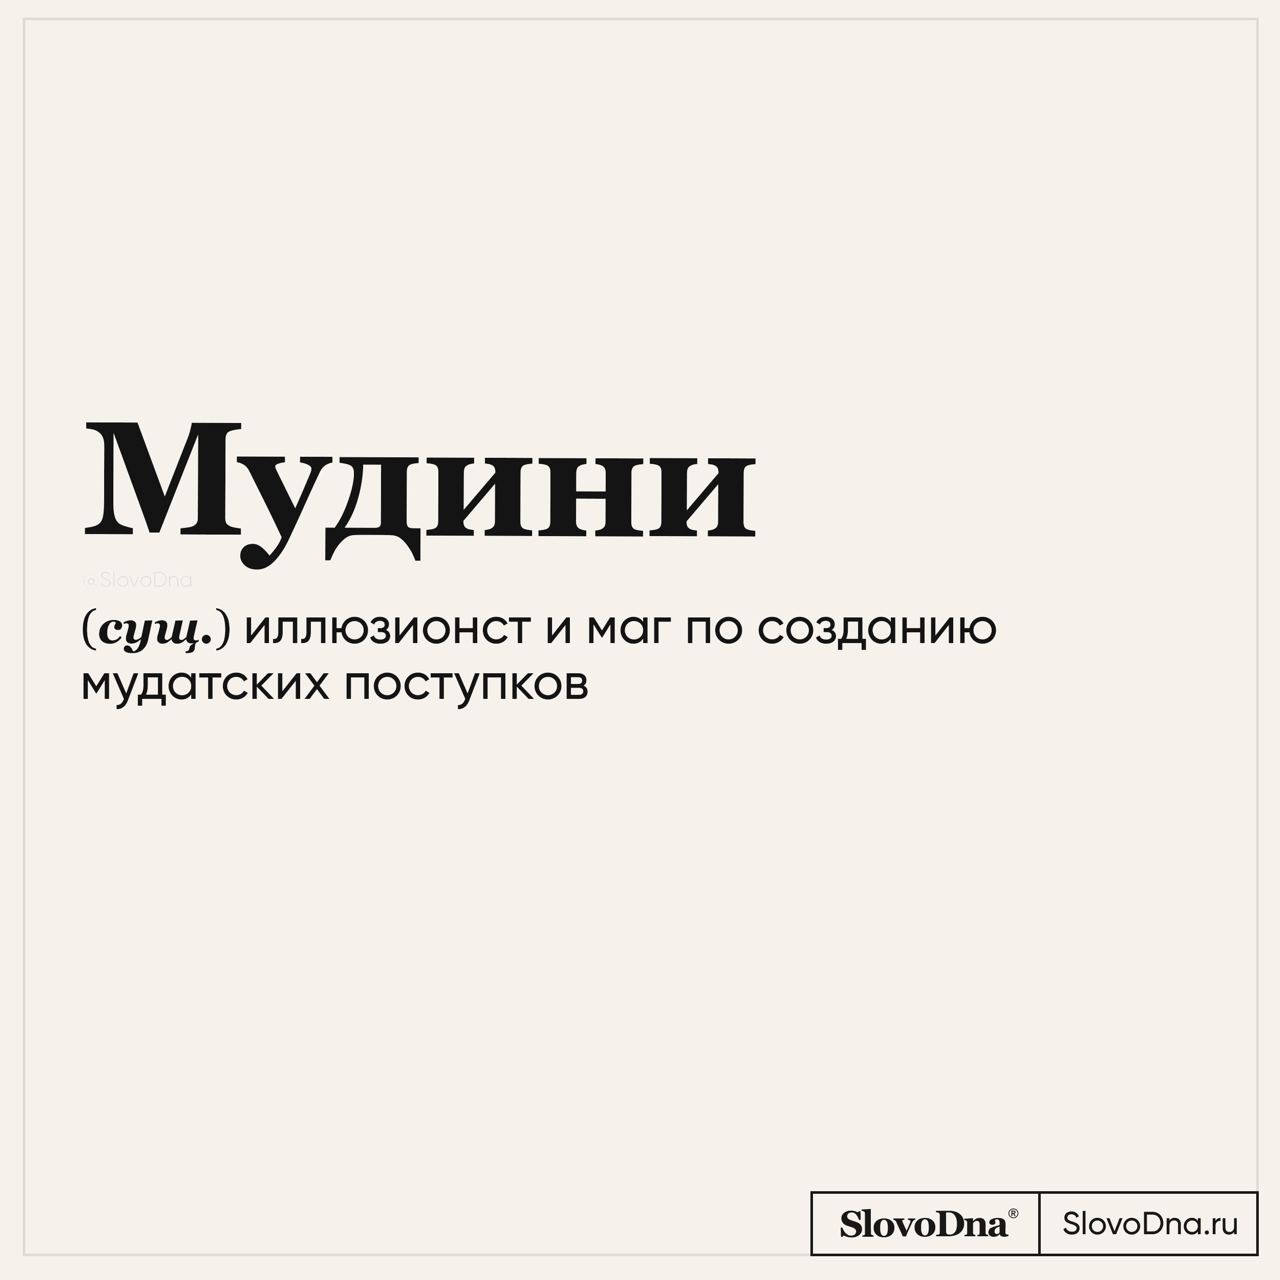 Мудини
@SlovoDna
(сущ.) иллюзионст и маг по созданию
мудатских поступков
SlovoDna®
SlovoDna.ru